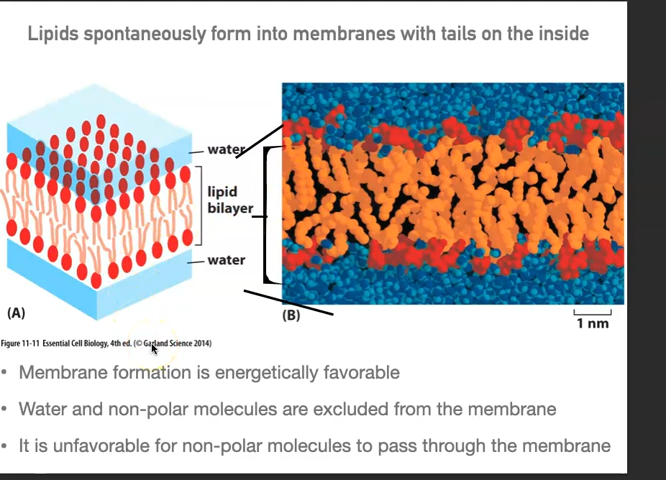 Lipids spontaneously form into membranes with tails on the inside
water
lipid
bilayer
water
(A)
(B)
1 nm
Figure 11-11 Essential Cell Biology, 4th ed. (© Garland Science 2014)
• Membrane formation is energetically favorable
• Water and non-polar molecules are excluded from the membrane
• It is unfavorable for non-polar molecules to pass through the membrane